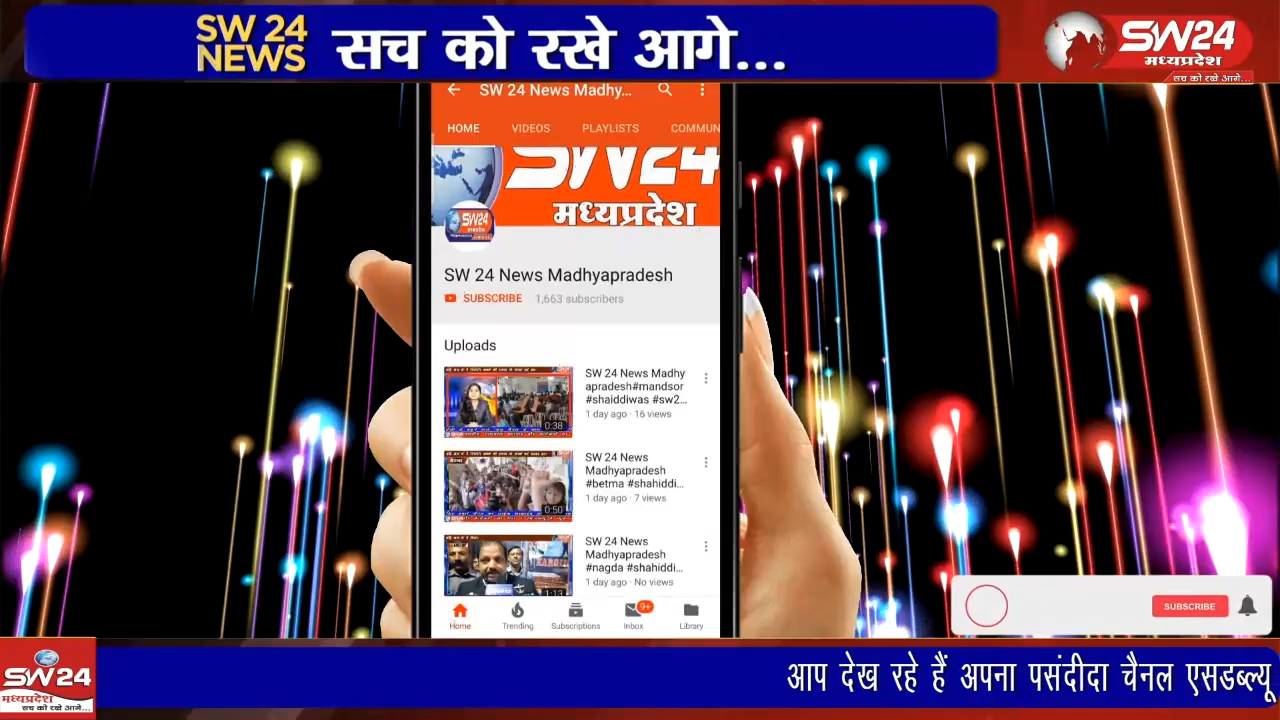 SW 24
NEWS
सच को रखे आगे...
SW24
मध्यप्रदेश
सच को रखे आगे...
SW 24 News Madhy...
HOME VIDEOS PLAYLISTS COMMUN
SW24
मध्यप्रदेश
SW24
SW 24 News Madhyapradesh
SUBSCRIBE 1,663 subscribers
Uploads
SW 24 News Madhy
apradesh#mandsor
#shaiddiwas #sw2...
1 day ago · 16 views
0:38
SW 24 News
Madhyapradesh
#betma #shahiddi...
1 day ago · 7 views
0:50
SW 24 News
Madhyapradesh
#nagda #shahiddi...
1 day ago · No views
1:13
9+
Home Trending Subscriptions Inbox Library
SUBSCRIBE
SW24
मध्यप्रदेश
सच को रखे आगे...
आप देख रहे हैं अपना पसंदीदा चैनल एसडब्ल्यू